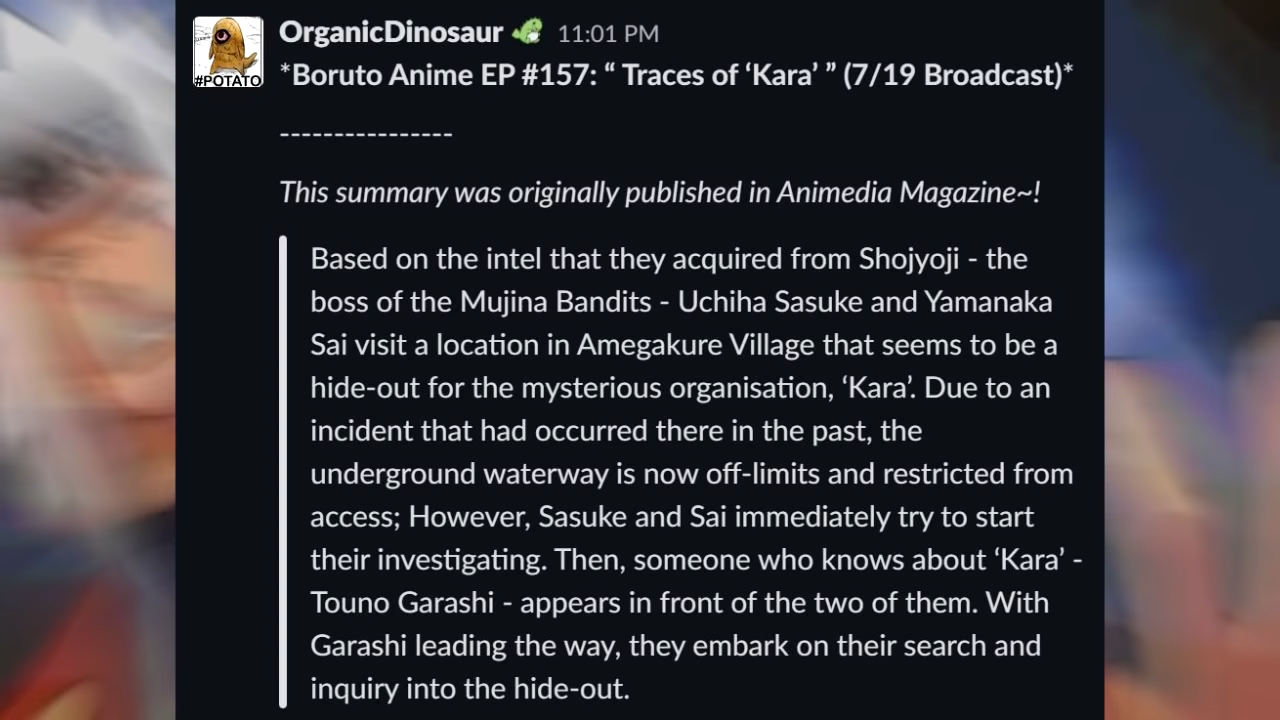 OrganicDinosaur 11:01 PM
#POTATO
*Boruto Anime EP #157: “ Traces of ‘Kara’ ” (7/19 Broadcast)*
----------------
This summary was originally published in Animedia Magazine~!
Based on the intel that they acquired from Shojyoji - the
boss of the Mujina Bandits - Uchiha Sasuke and Yamanaka
Sai visit a location in Amegakure Village that seems to be a
hide-out for the mysterious organisation, ‘Kara’. Due to an
incident that had occurred there in the past, the
underground waterway is now off-limits and restricted from
access; However, Sasuke and Sai immediately try to start
their investigating. Then, someone who knows about ‘Kara’ -
Touno Garashi - appears in front of the two of them. With
Garashi leading the way, they embark on their search and
inquiry into the hide-out.